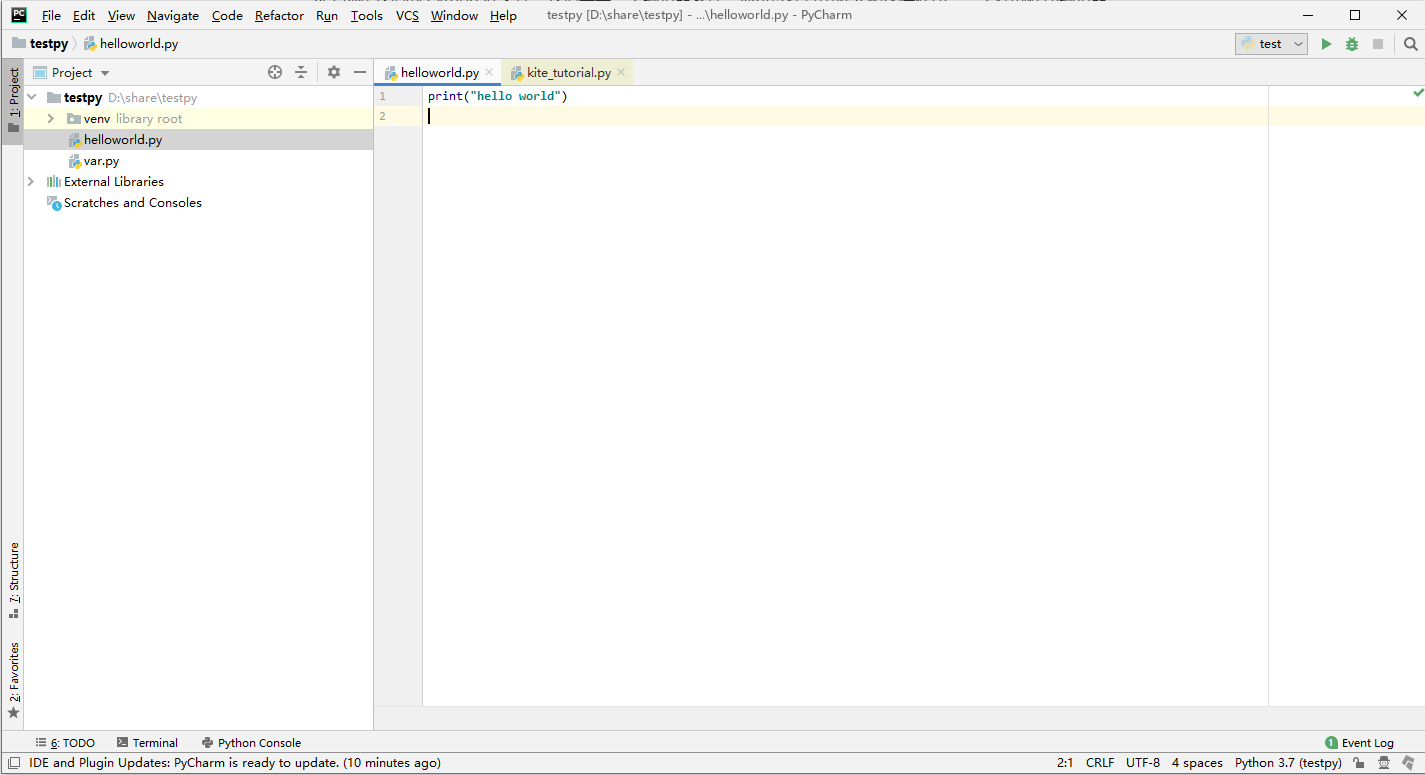 PC File Edit View Navigate Code Refactor Run Tools VCS Window Help testpy [D:\share\testpy] - ...\helloworld.py - PyCharm
testpy helloworld.py test
1: Project
Project
helloworld.py kite_tutorial.py
testpy D:\share\testpy
venv library root
helloworld.py
var.py
External Libraries
Scratches and Consoles
1 print("hello world")
2
7: Structure
2: Favorites
6: TODO Terminal Python Console 1 Event Log
IDE and Plugin Updates: PyCharm is ready to update. (10 minutes ago) 2:1 CRLF UTF-8 4 spaces Python 3.7 (testpy)